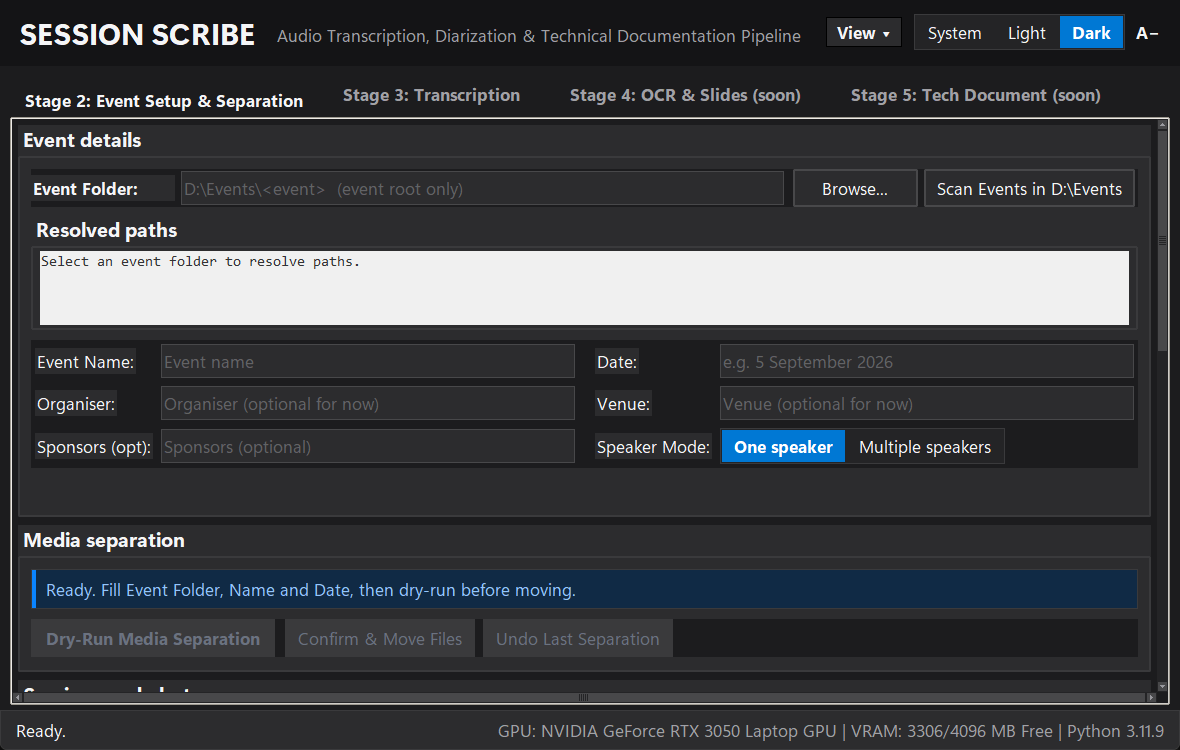 SESSION SCRIBE Audio Transcription, Diarization & Technical Documentation Pipeline View ▾ System Light Dark A−
Stage 2: Event Setup & Separation Stage 3: Transcription Stage 4: OCR & Slides (soon) Stage 5: Tech Document (soon)
Event details
Event Folder: D:\Events\<event> (event root only) Browse... Scan Events in D:\Events
Resolved paths
Select an event folder to resolve paths.
Event Name: Event name Date: e.g. 5 September 2026
Organiser: Organiser (optional for now) Venue: Venue (optional for now)
Sponsors (opt): Sponsors (optional) Speaker Mode: One speaker Multiple speakers
Media separation
Ready. Fill Event Folder, Name and Date, then dry-run before moving.
Dry-Run Media Separation Confirm & Move Files Undo Last Separation
Ready. GPU: NVIDIA GeForce RTX 3050 Laptop GPU | VRAM: 3306/4096 MB Free | Python 3.11.9